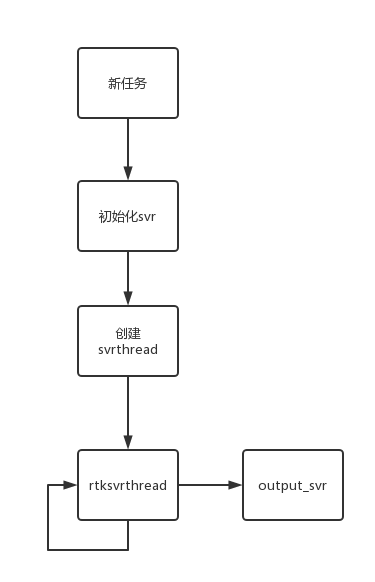 新任务
初始化svr
创建
svrthread
rtksvrthread
output_svr